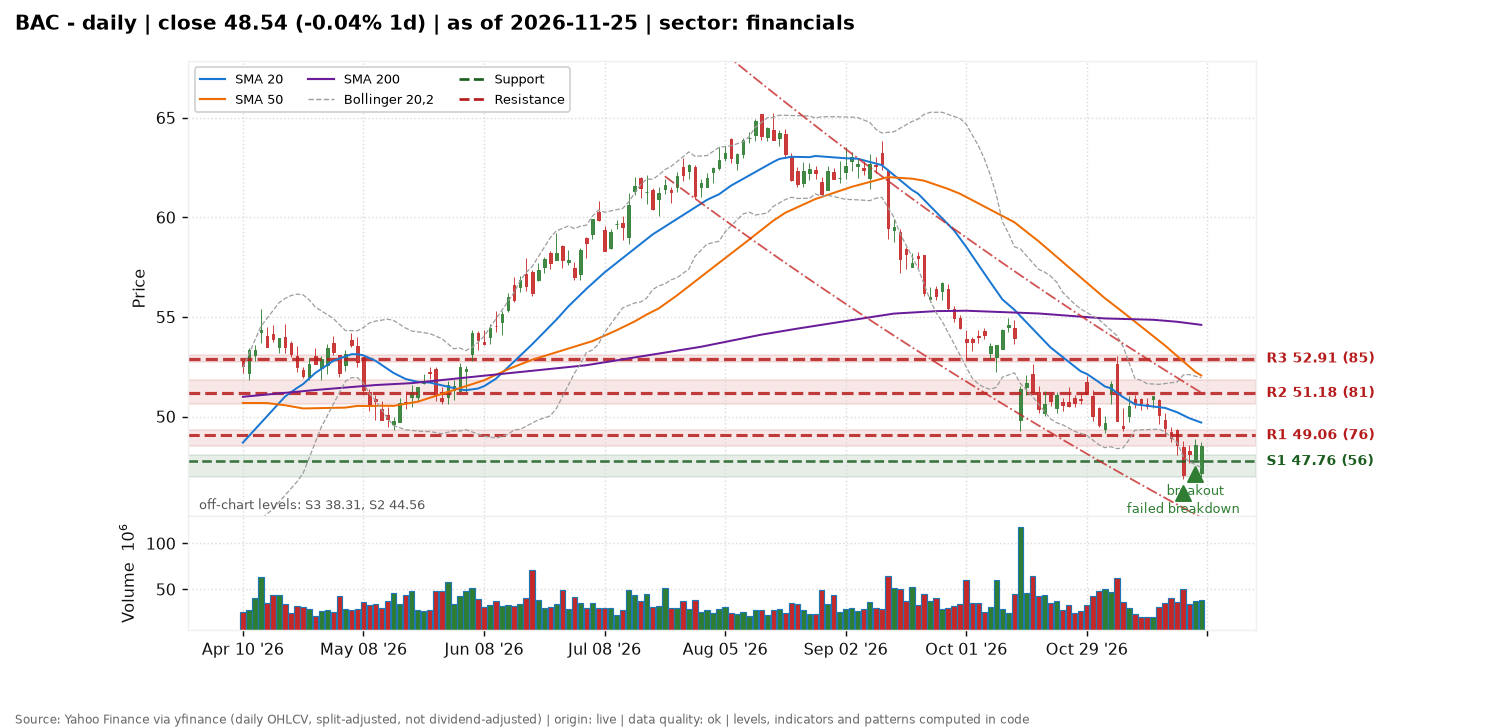 BAC - daily | close 48.54 (-0.04% 1d) | as of 2026-11-25 | sector: financials
SMA 20
SMA 50
SMA 200
Bollinger 20,2
Support
Resistance
Price
65
60
55
50
R3 52.91 (85)
R2 51.18 (81)
R1 49.06 (76)
S1 47.76 (56)
breakout
failed breakdown
off-chart levels: S3 38.31, S2 44.56
Volume 10⁶
100
50
Apr 10 '26
May 08 '26
Jun 08 '26
Jul 08 '26
Aug 05 '26
Sep 02 '26
Oct 01 '26
Oct 29 '26
Source: Yahoo Finance via yfinance (daily OHLCV, split-adjusted, not dividend-adjusted) | origin: live | data quality: ok | levels, indicators and patterns computed in code